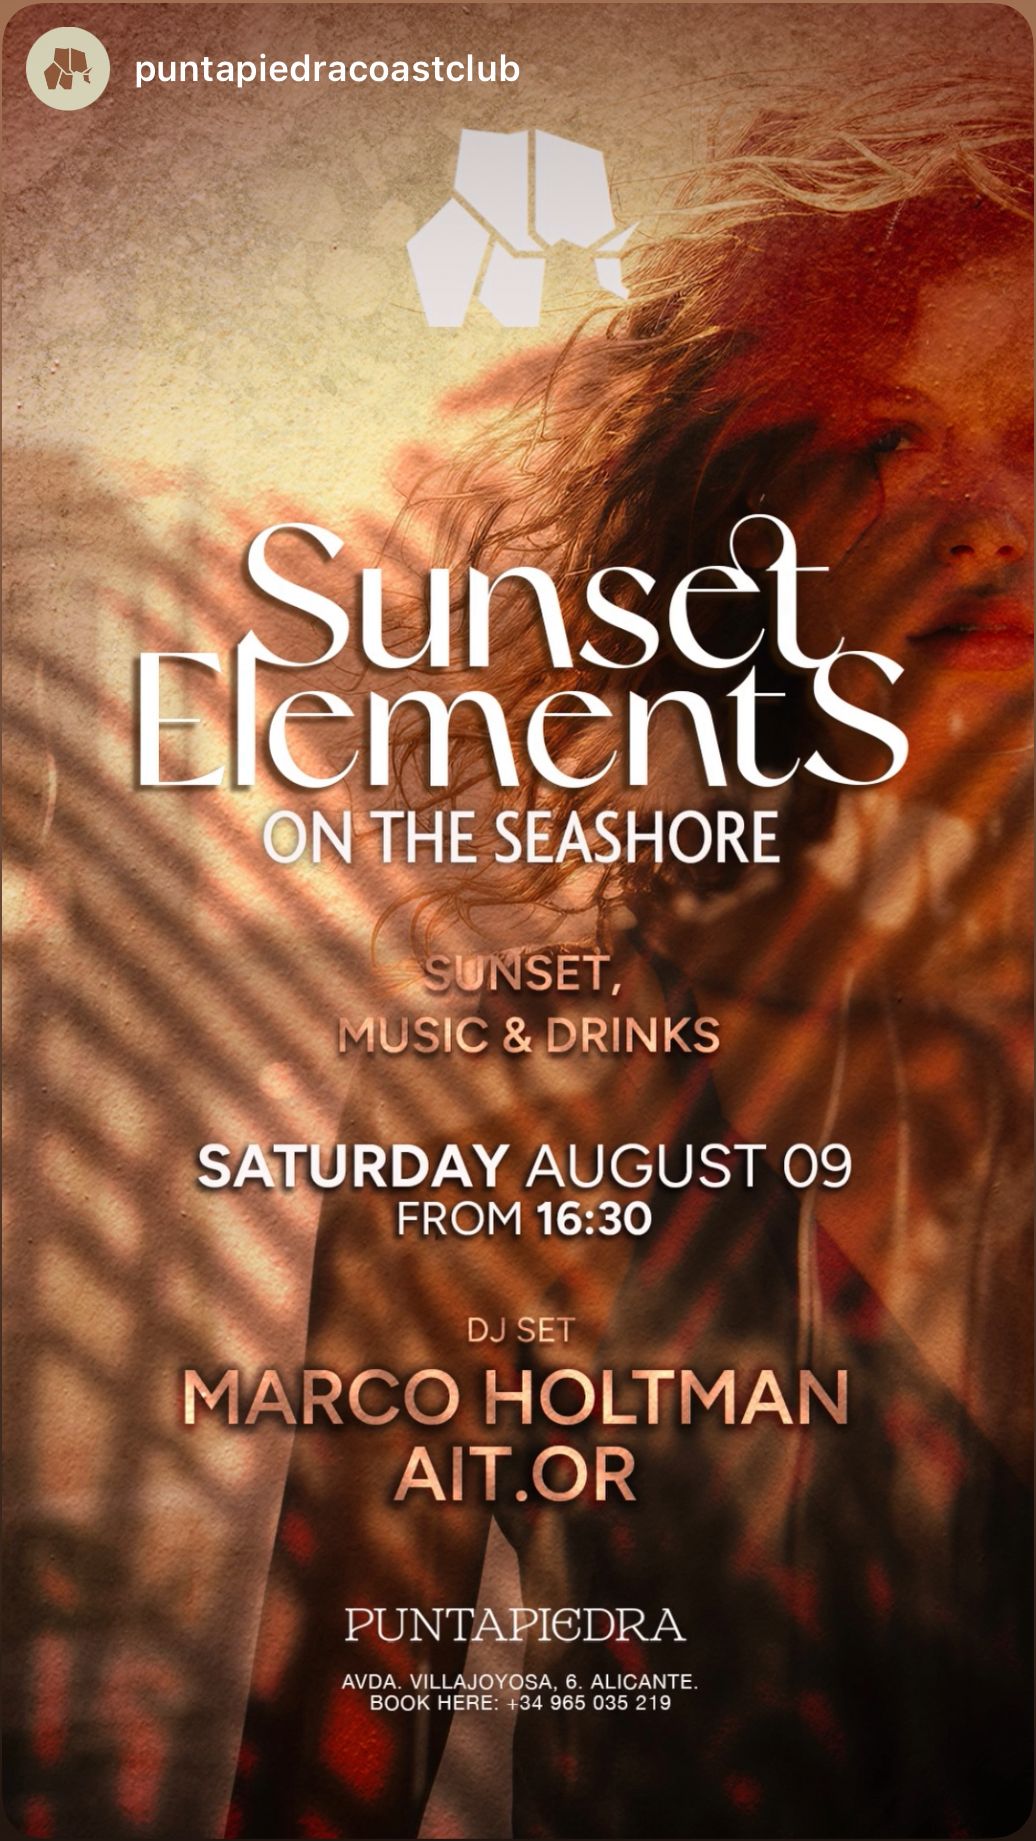 puntapiedracoastclub
Sunset
ElementS
ON THE SEASHORE
SUNSET,
MUSIC & DRINKS
SATURDAY AUGUST 09
FROM 16:30
DJ SET
MARCO HOLTMAN
AIT.OR
PUNTAPIEDRA
AVDA. VILLAJOYOSA, 6. ALICANTE.
BOOK HERE: +34 965 035 219